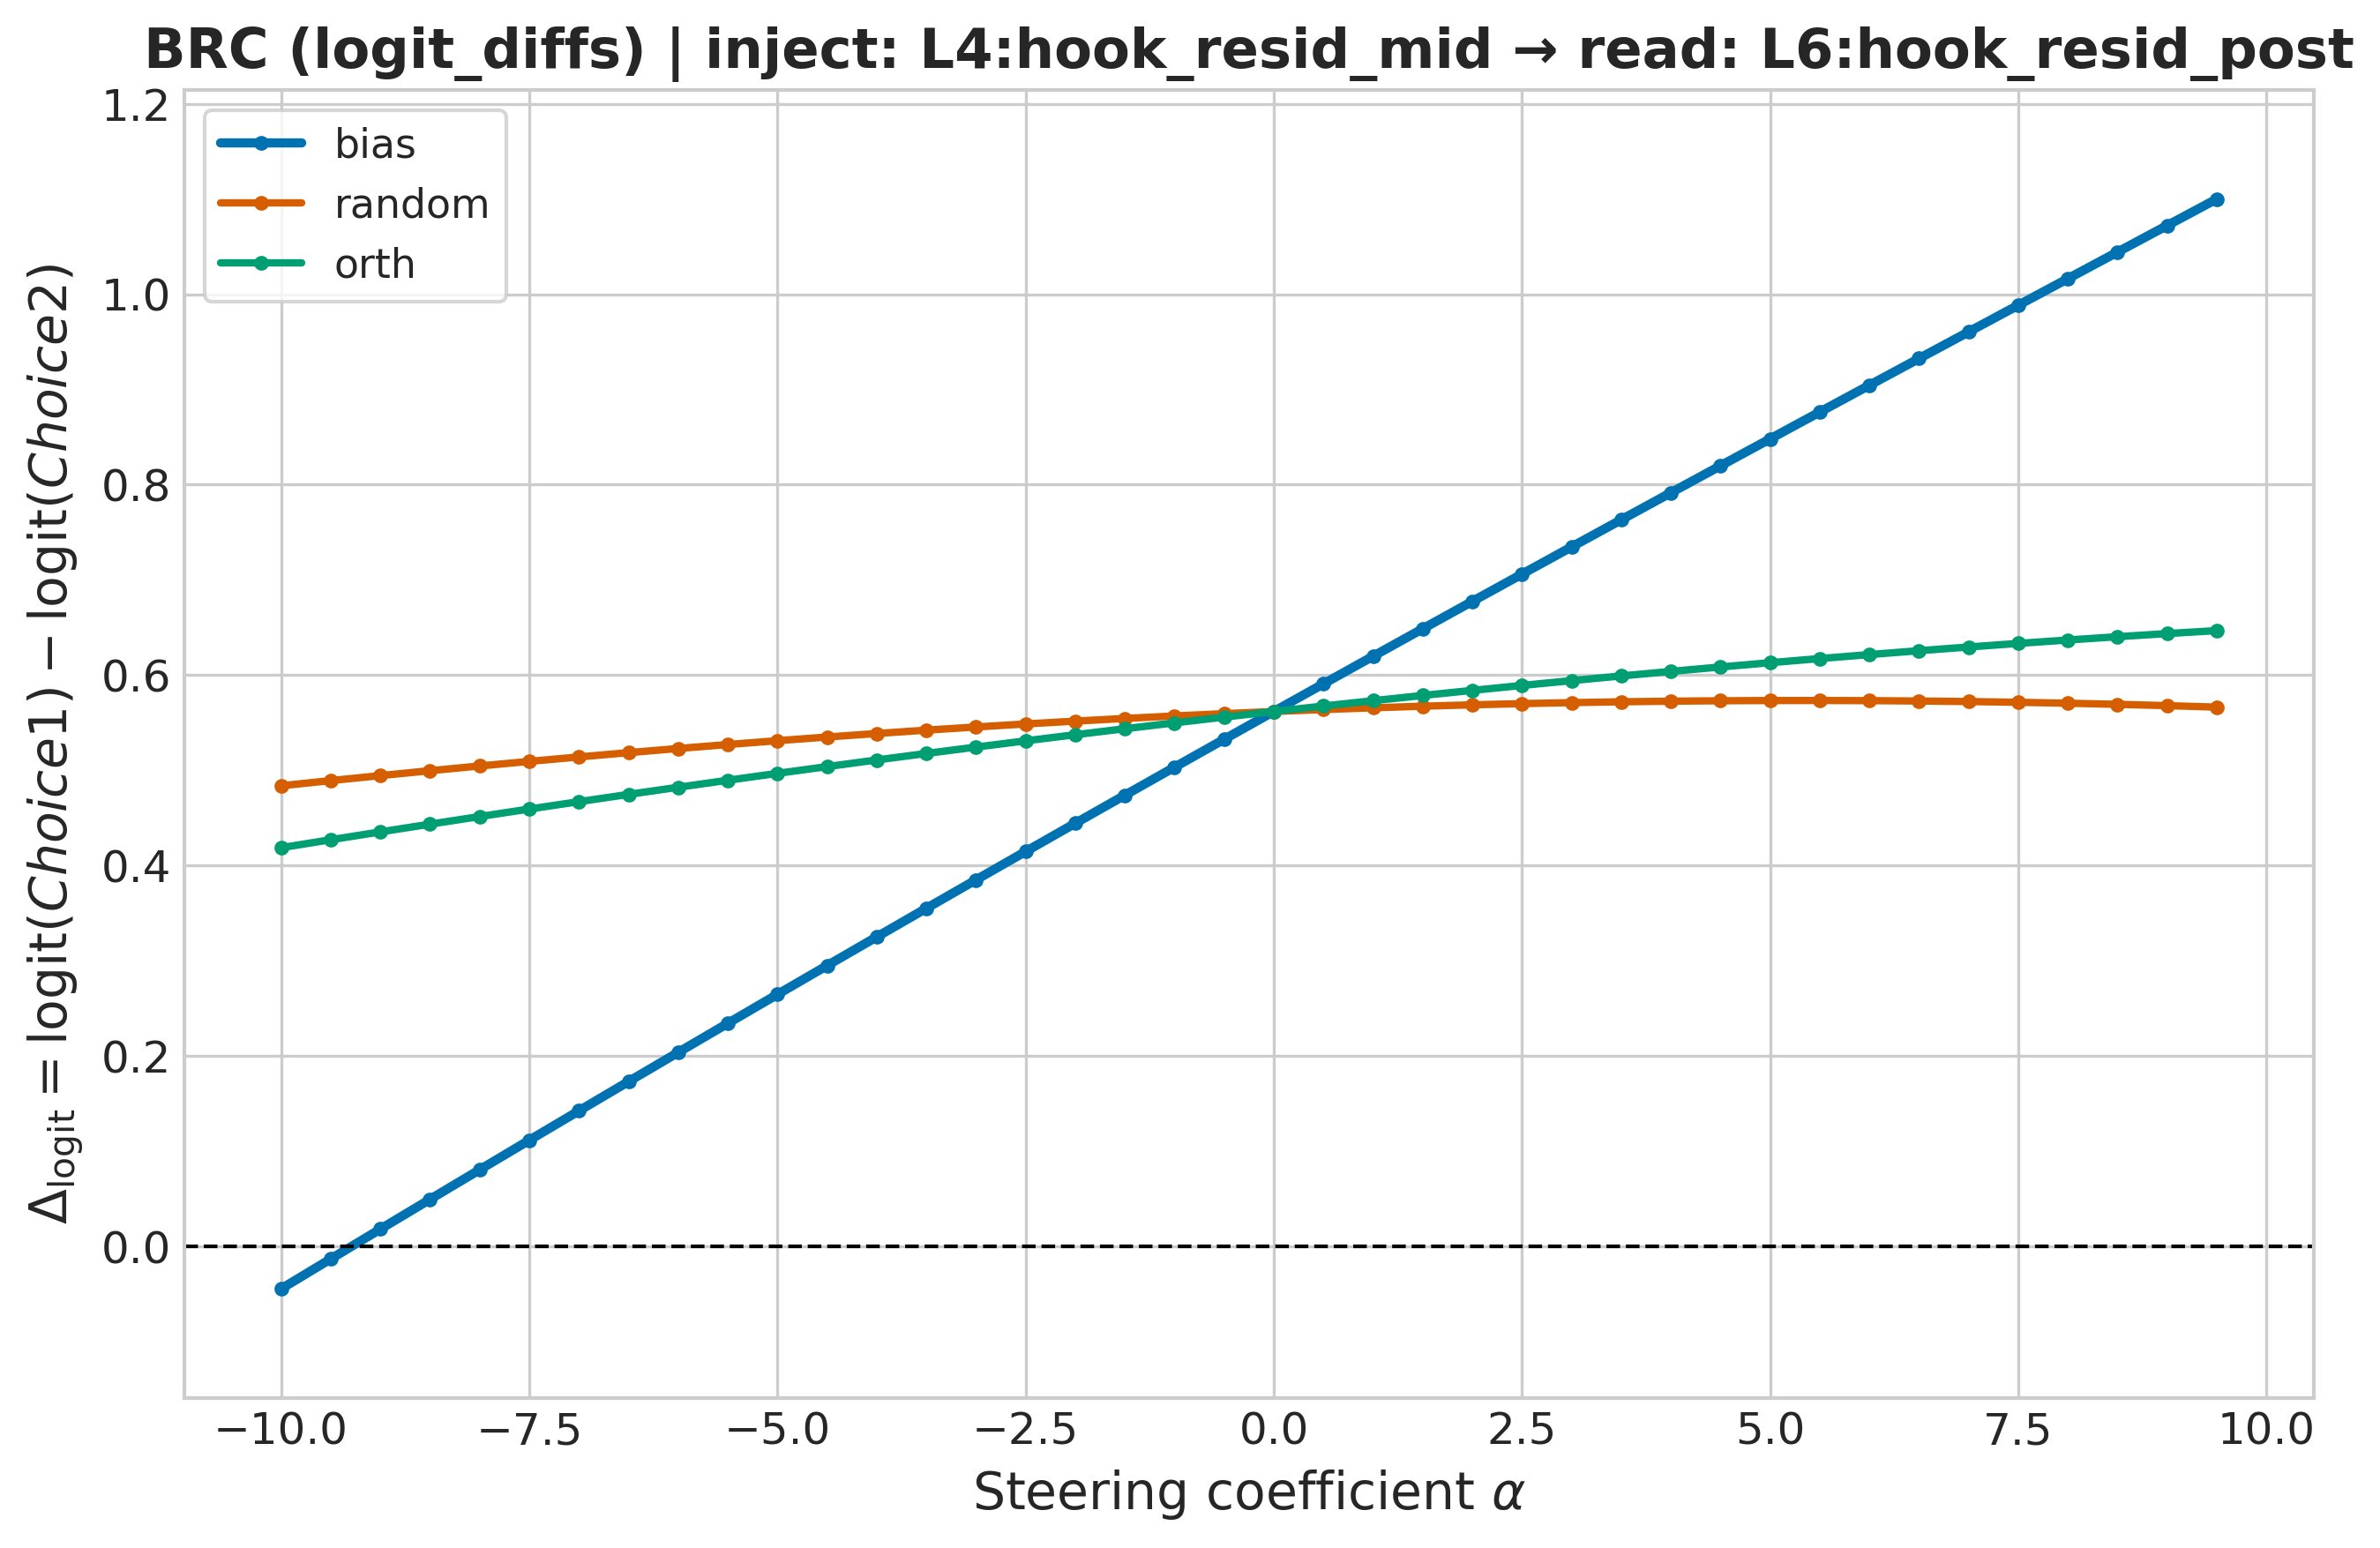 BRC (logit_diffs) | inject: L4:hook_resid_mid → read: L6:hook_resid_post
1.2
1.0
0.8
0.6
0.4
0.2
0.0
Δlogit = logit(Choice1) − logit(Choice2)
bias
random
orth
−10.0 −7.5 −5.0 −2.5 0.0 2.5 5.0 7.5 10.0
Steering coefficient α